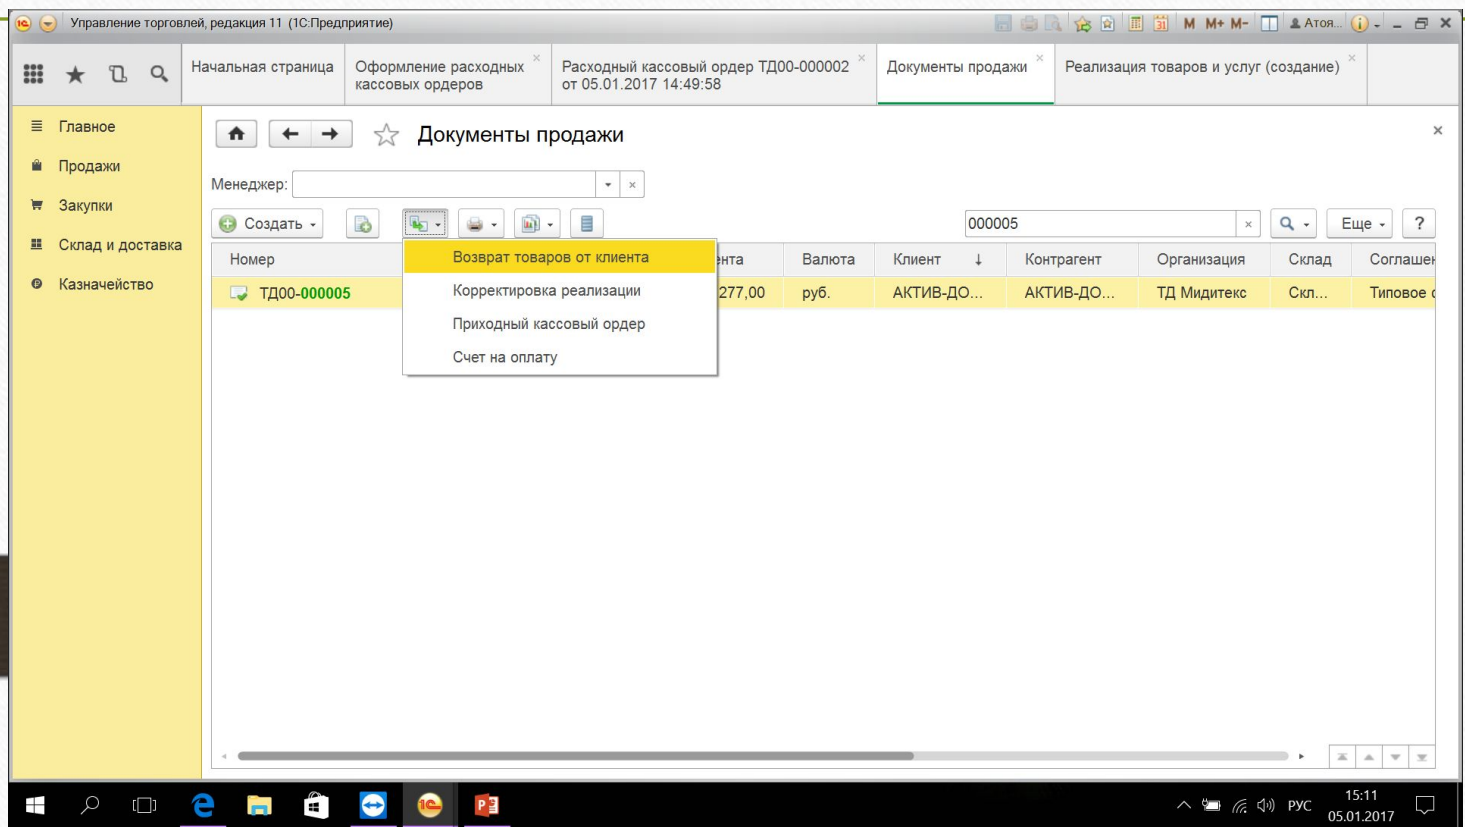 Управление торговлей, редакция 11 (1С:Предприятие)
M M+ M-
Атоя...
Начальная страница
Оформление расходных кассовых ордеров
Расходный кассовый ордер ТД00-000002 от 05.01.2017 14:49:58
Документы продажи
Реализация товаров и услуг (создание)
Главное
Продажи
Закупки
Склад и доставка
Казначейство
Документы продажи
Менеджер:
Создать
000005
Еще
?
Номер
Валюта
Клиент ↓
Контрагент
Организация
Склад
ТД00-000005
277,00
руб.
АКТИВ-ДО...
АКТИВ-ДО...
ТД Мидитекс
Скл...
Типовое
Возврат товаров от клиента
Корректировка реализации
Приходный кассовый ордер
Счет на оплату
РУС
15:11
05.01.2017